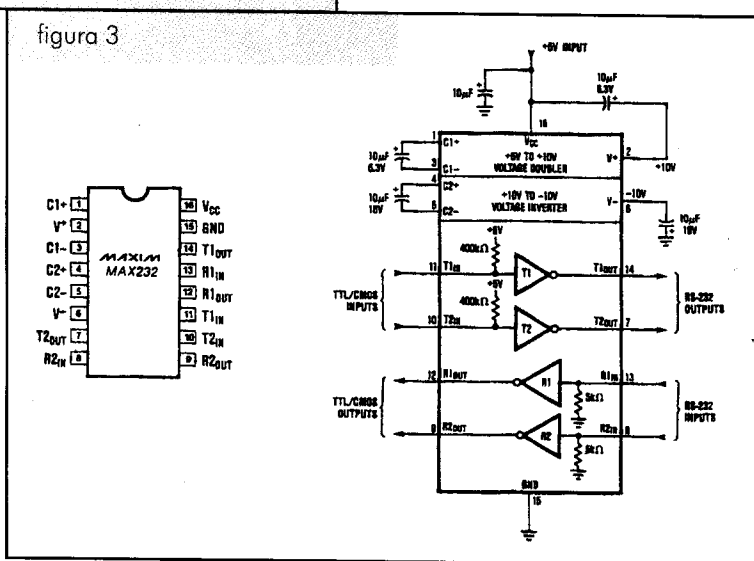 figura 3
C1+ 1
V+ 2
C1− 3
C2+ 4
C2− 5
V− 6
T2OUT 7
R2IN 8
MAXIM
MAX232
16 VCC
15 GND
14 T1OUT
13 R1IN
12 R1OUT
11 T1IN
10 T2IN
9 R2OUT
+5V INPUT
10µF
10µF
6.3V
16
VCC
1 C1+
10µF
6.3V
3 C1−
+5V TO +10V
VOLTAGE DOUBLER
V+ 2
+10V
4 C2+
10µF
16V
5 C2−
+10V TO −10V
VOLTAGE INVERTER
V− 6
−10V
10µF
16V
+5V
400kΩ
11 T1IN
T1
T1OUT 14
+5V
400kΩ
10 T2IN
T2
T2OUT 7
TTL/CMOS
INPUTS
RS-232
OUTPUTS
12 R1OUT
R1
R1IN 13
5kΩ
9 R2OUT
R2
R2IN 8
5kΩ
TTL/CMOS
OUTPUTS
RS-232
INPUTS
GND
15